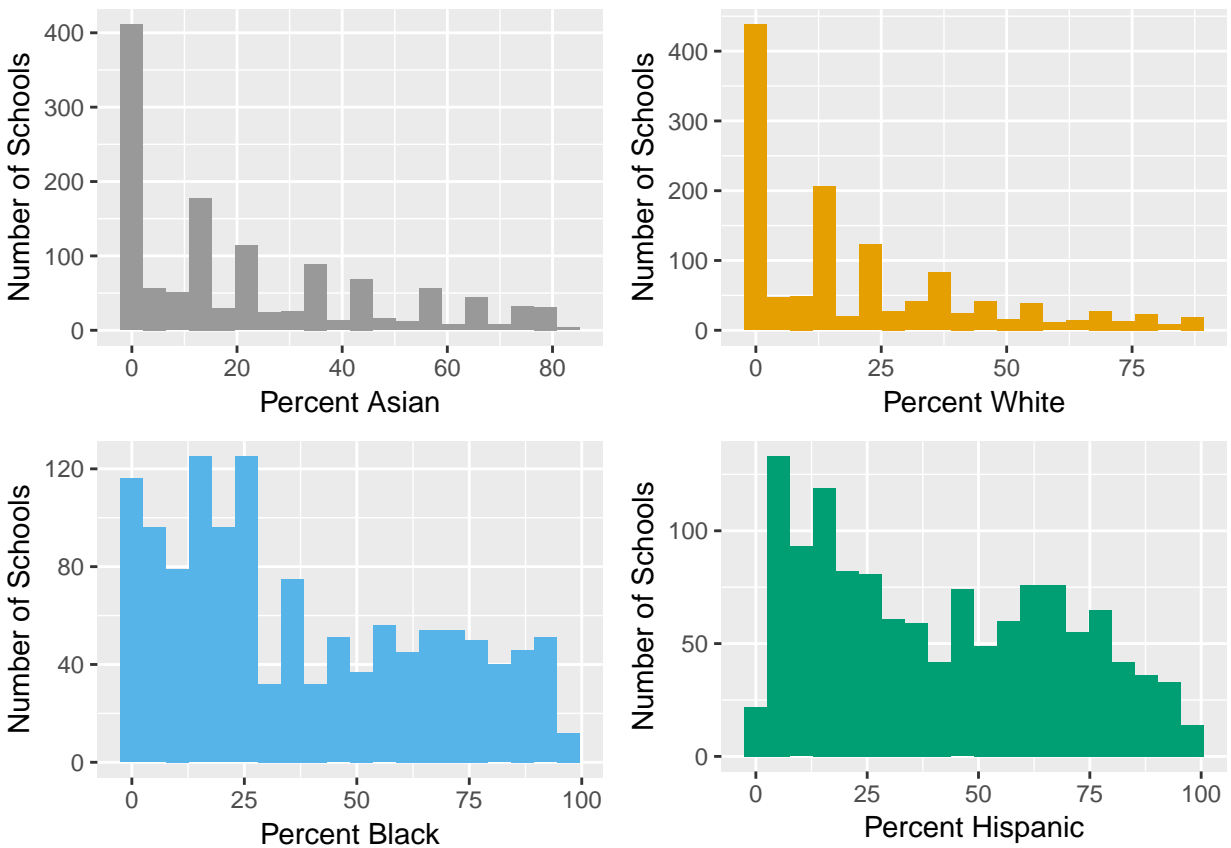 Number of Schools
400
300
200
100
0
0 20 40 60 80
Percent Asian
Number of Schools
400
300
200
100
0
0 25 50 75
Percent White
Number of Schools
120
80
40
0
0 25 50 75 100
Percent Black
Number of Schools
100
50
0
0 25 50 75 100
Percent Hispanic